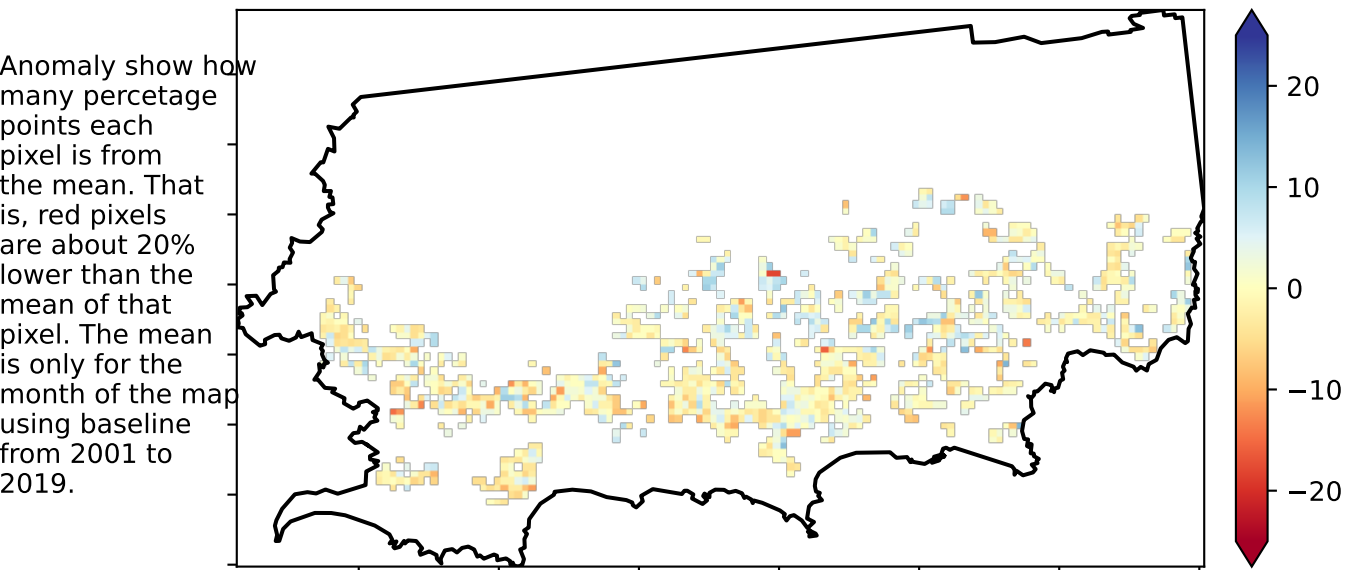 Anomaly show how
many percetage
points each
pixel is from
the mean. That
is, red pixels
are about 20%
lower than the
mean of that
pixel. The mean
is only for the
month of the map
using baseline
from 2001 to
2019.
20
10
0
−10
−20